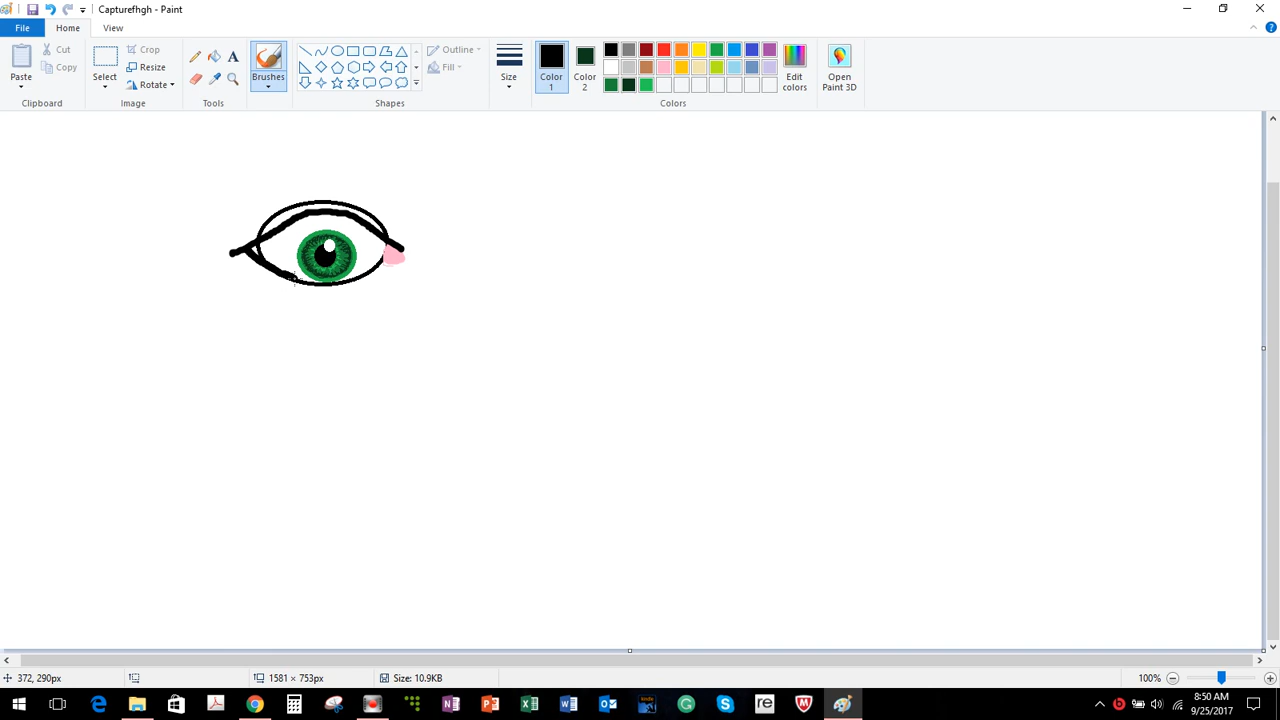 Capturefhgh - Paint
File Home View
Paste Cut Copy
Clipboard
Select Crop Resize Rotate
Image
A
Tools
Brushes
Outline Fill
Shapes
Size
Color 1
Color 2
Edit colors
Colors
Open Paint 3D
372, 290px
1581 × 753px
Size: 10.9KB
100%
re
8:50 AM
9/25/2017